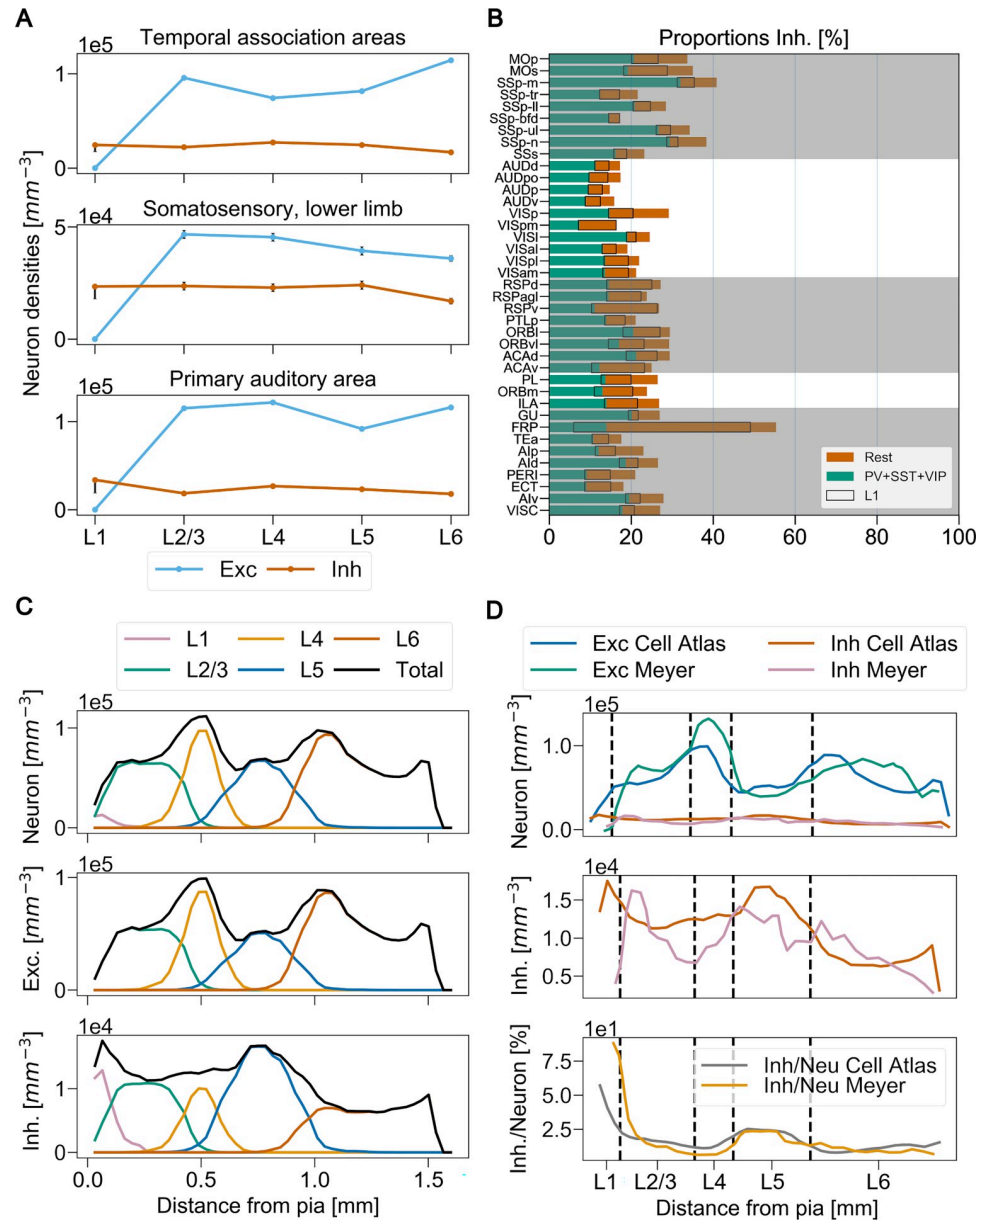 A
Temporal association areas
1e5
1
0
Somatosensory, lower limb
5 1e4
0
Primary auditory area
1e5
1
0
Neuron densities [mm⁻³]
L1 L2/3 L4 L5 L6
Exc Inh
B
Proportions Inh. [%]
MOp
MOs
SSp-m
SSp-tr
SSp-ll
SSp-bfd
SSp-ul
SSp-n
SSs
AUDd
AUDpo
AUDp
AUDv
VISp
VISpm
VISl
VISal
VISpl
VISam
RSPd
RSPagl
RSPv
PTLp
ORBl
ORBvl
ACAd
ACAv
PL
ORBm
ILA
GU
FRP
TEa
AIp
AId
PERI
ECT
AIv
VISC
Rest
PV+SST+VIP
L1
0 20 40 60 80 100
C
L1 L4 L6
L2/3 L5 Total
1e5
1
0
Neuron [mm⁻³]
1e5
1
0
Exc. [mm⁻³]
1e4
1
0
Inh. [mm⁻³]
0.0 0.5 1.0 1.5
Distance from pia [mm]
D
Exc Cell Atlas Inh Cell Atlas
Exc Meyer Inh Meyer
1e5
1.0
0.0
Neuron [mm⁻³]
1e4
1.5
1.0
0.5
Inh. [mm⁻³]
1e1
7.5
5.0
2.5
Inh./Neuron [%]
Inh/Neu Cell Atlas
Inh/Neu Meyer
L1 L2/3 L4 L5 L6
Distance from pia [mm]